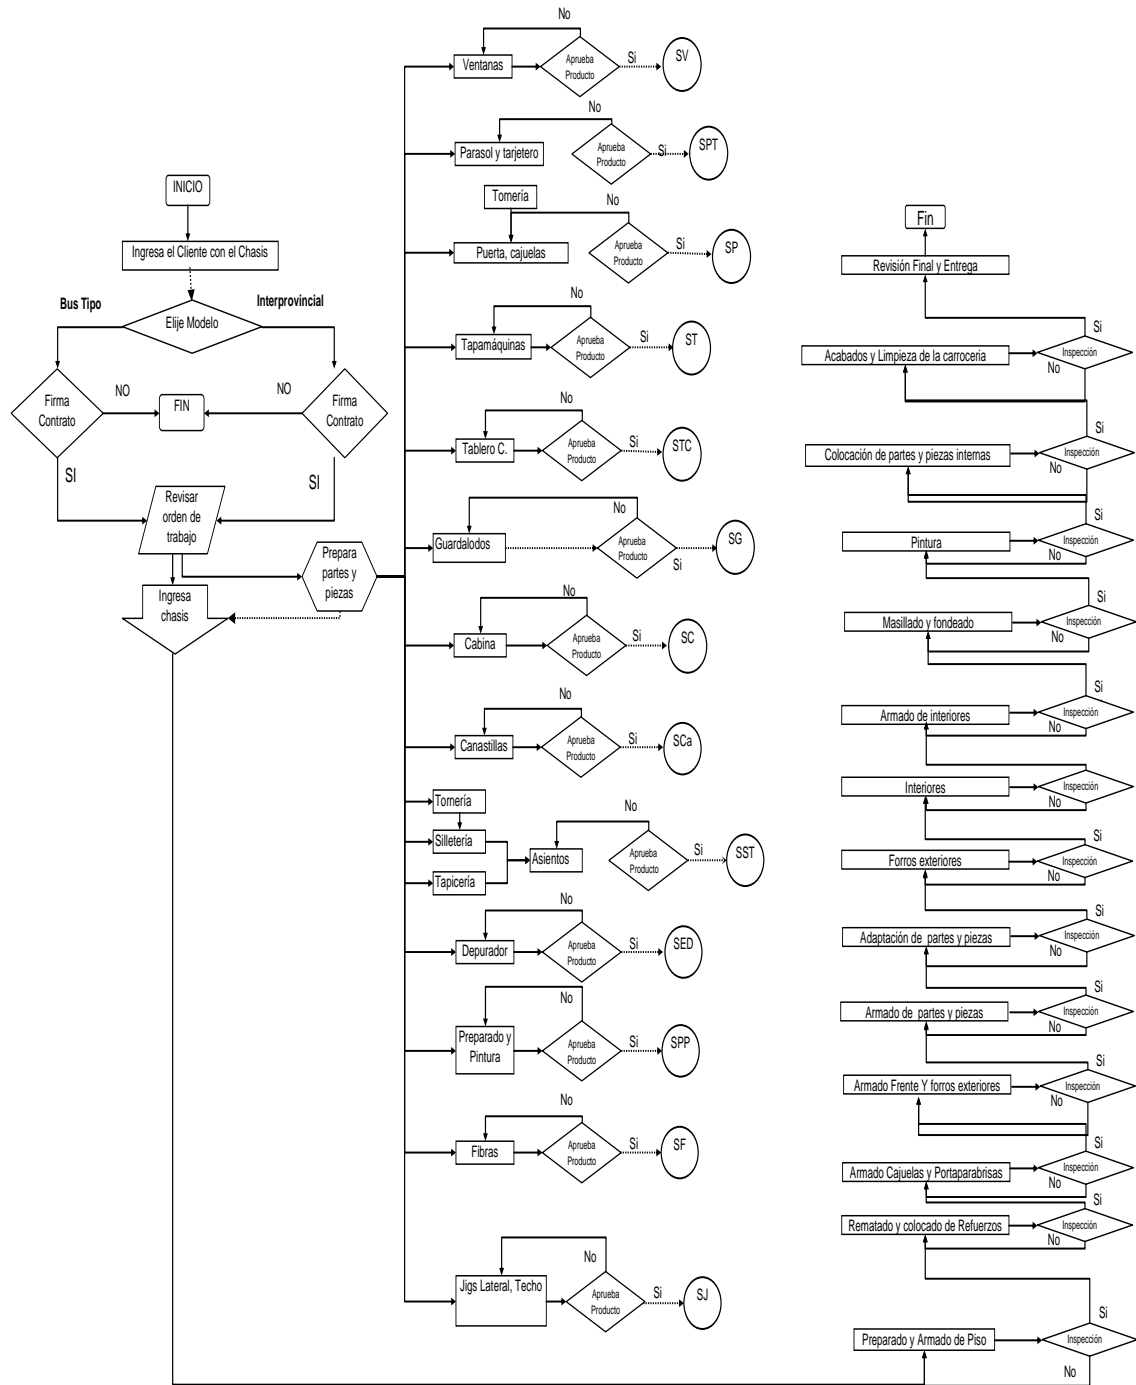 INICIO
Ingresa el Cliente con el Chasis
Bus Tipo
Interprovincial
Elije Modelo
Firma
Contrato
NO
FIN
NO
Firma
Contrato
SI
SI
Revisar
orden de
trabajo
Prepara
partes y
piezas
Ingresa
chasis
No
Ventanas
Aprueba
Producto
Si
SV
No
Parasol y tarjetero
Aprueba
Producto
Si
SPT
Tornería
No
Puerta, cajuelas
Aprueba
Producto
Si
SP
No
Tapamáquinas
Aprueba
Producto
Si
ST
No
Tablero C.
Aprueba
Producto
Si
STC
No
Guardalodos
Aprueba
Producto
Si
SG
No
Cabina
Aprueba
Producto
Si
SC
No
Canastillas
Aprueba
Producto
Si
SCa
Tornería
Silletería
Tapicería
No
Asientos
Aprueba
Producto
Si
SST
No
Depurador
Aprueba
Producto
Si
SED
No
Preparado y
Pintura
Aprueba
Producto
Si
SPP
No
Fibras
Aprueba
Producto
Si
SF
No
Jigs Lateral, Techo
Aprueba
Producto
Si
SJ
Fin
Revisión Final y Entrega
Si
Acabados y Limpieza de la carroceria
Inspección
No
Si
Colocación de partes y piezas internas
Inspección
No
Si
Pintura
Inspección
No
Si
Masillado y fondeado
Inspección
No
Si
Armado de interiores
Inspección
No
Si
Interiores
Inspección
No
Si
Forros exteriores
Inspección
No
Si
Adaptación de partes y piezas
Inspección
No
Si
Armado de partes y piezas
Inspección
No
Si
Armado Frente Y forros exteriores
Inspección
No
Si
Armado Cajuelas y Portaparabrisas
Inspección
No
Si
Rematado y colocado de Refuerzos
Inspección
No
Si
Preparado y Armado de Piso
Inspección
No